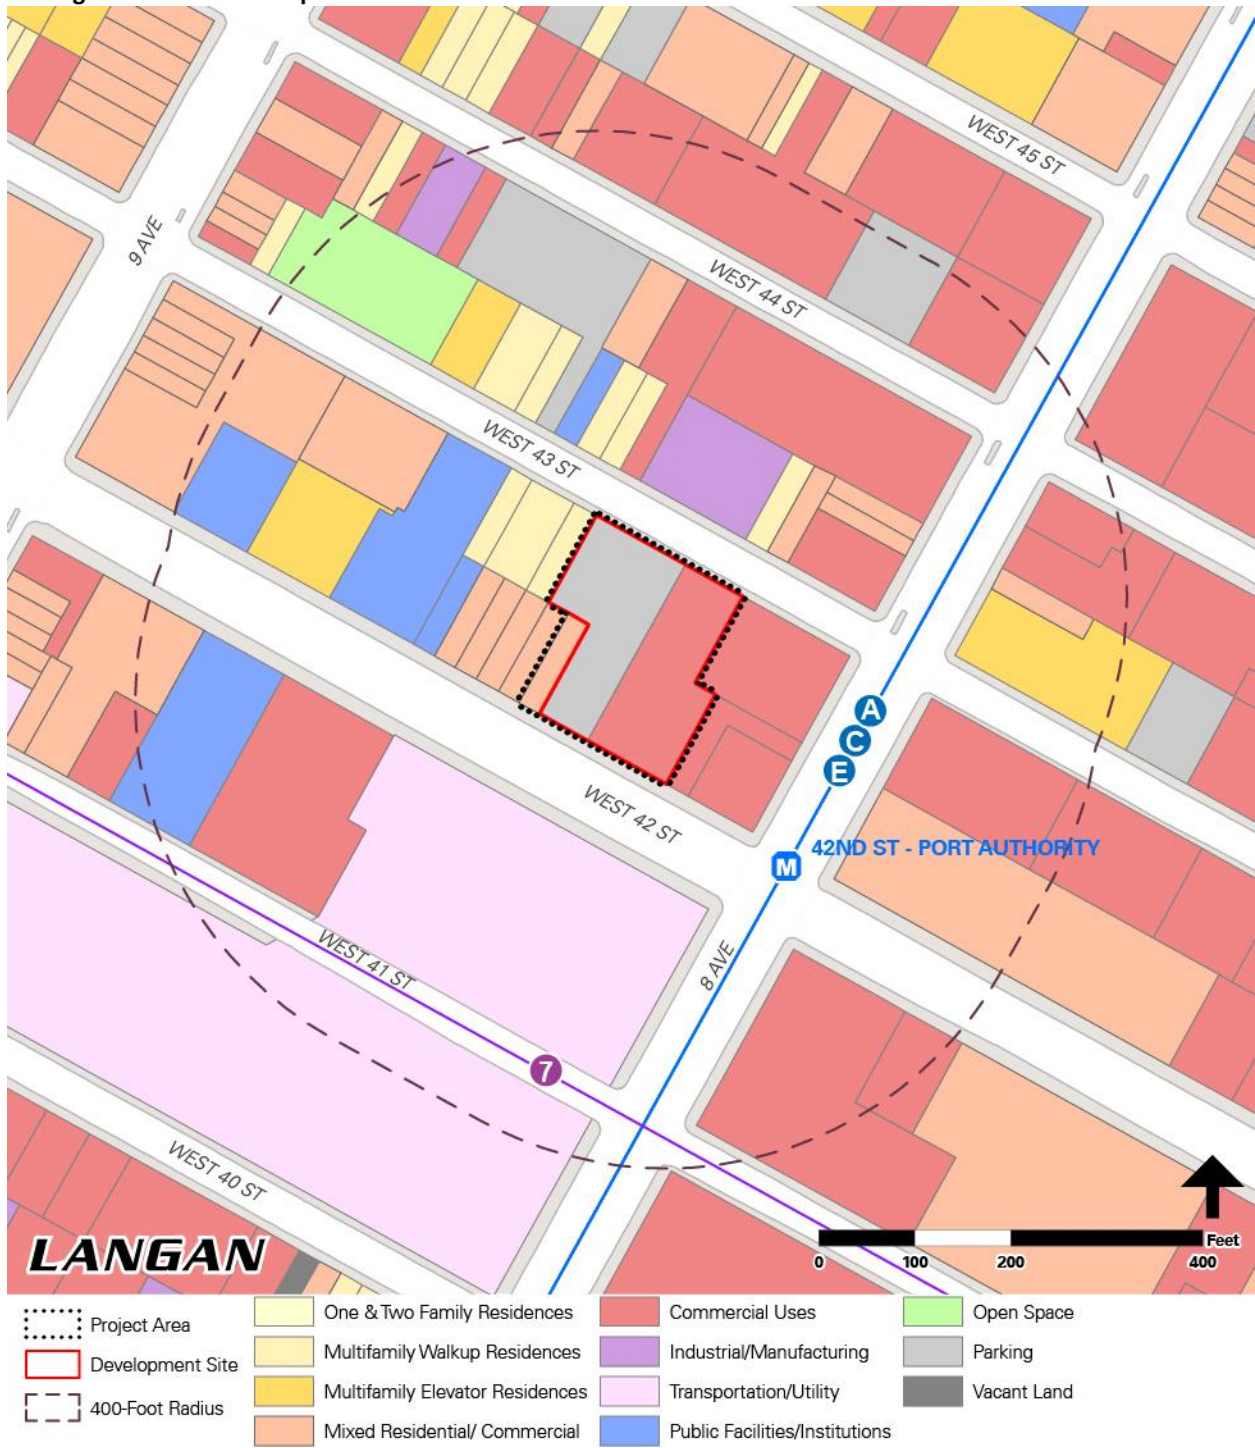 WEST 45 ST
9 AVE
WEST 44 ST
WEST 43 ST
A
C
E
WEST 42 ST
M
42ND ST - PORT AUTHORITY
8 AVE
WEST 41 ST
7
WEST 40 ST
LANGAN
Feet
0 100 200 400
Project Area
Development Site
400-Foot Radius
One & Two Family Residences
Multifamily Walkup Residences
Multifamily Elevator Residences
Mixed Residential/ Commercial
Commercial Uses
Industrial/Manufacturing
Transportation/Utility
Public Facilities/Institutions
Open Space
Parking
Vacant Land